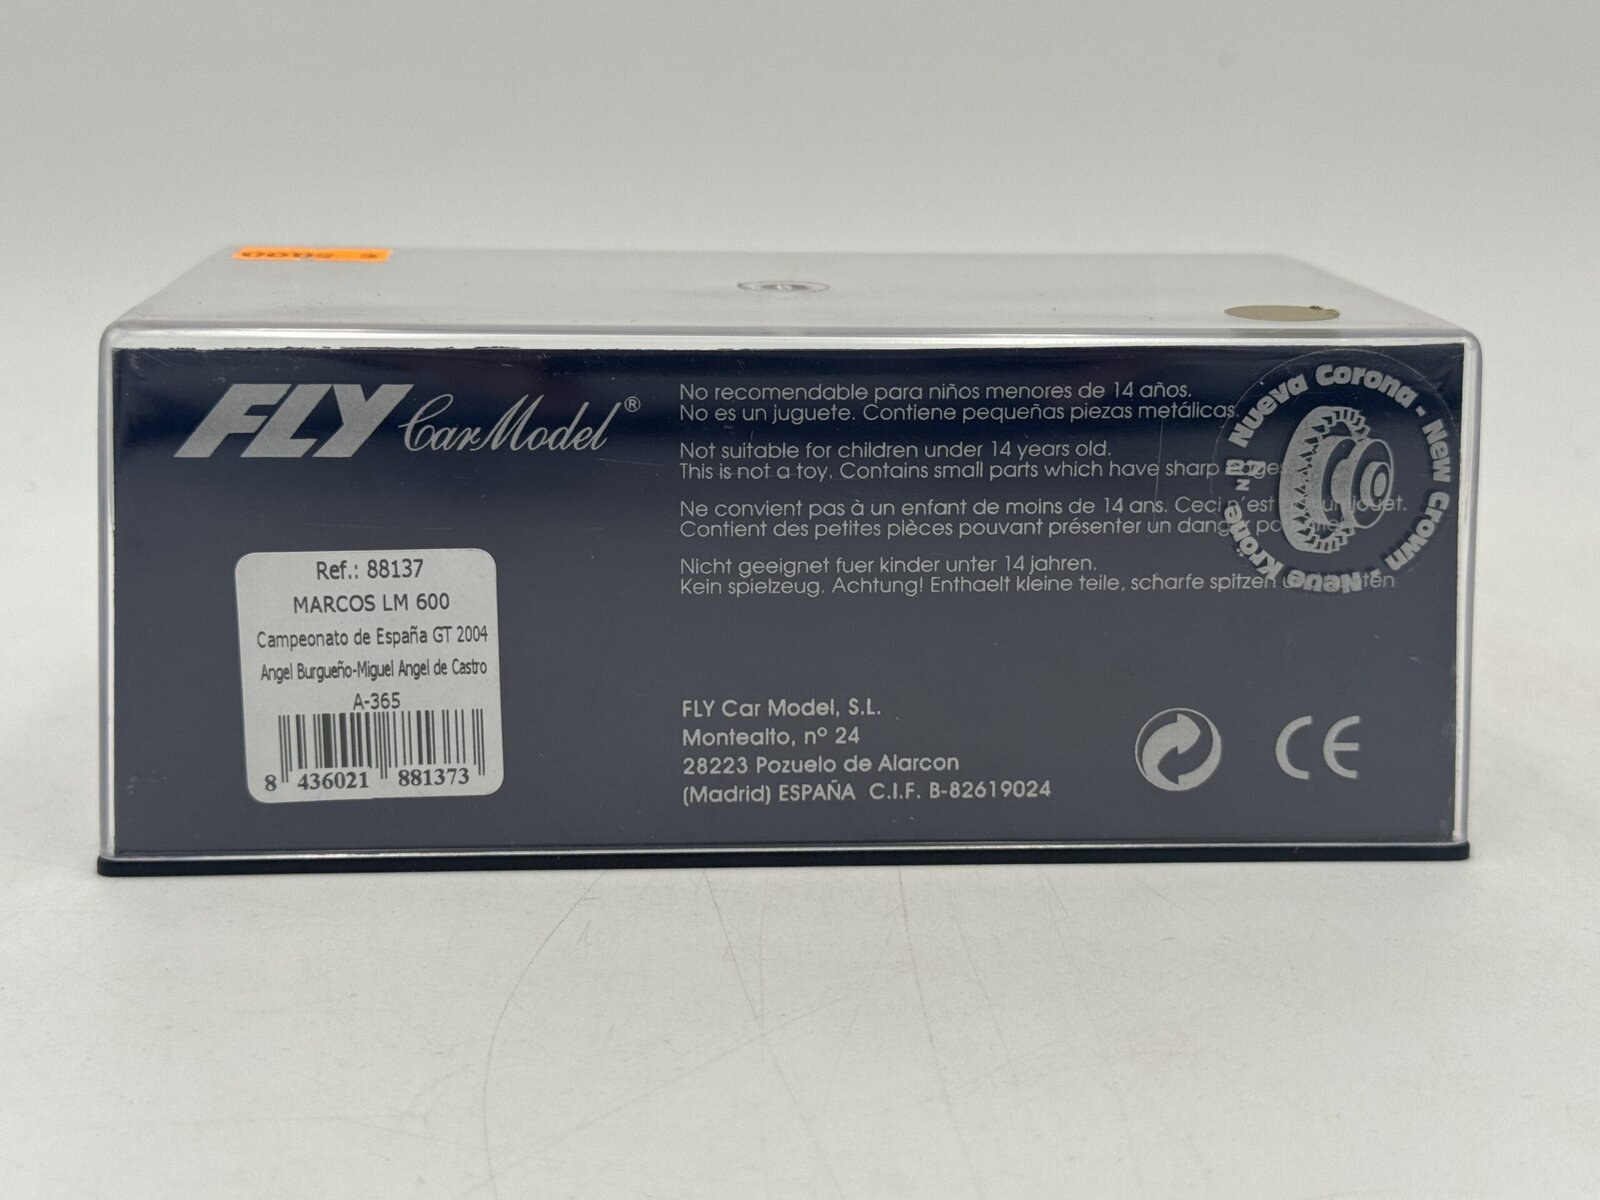 FLY Car Model®
No recomendable para niños menores de 14 años.
No es un juguete. Contiene pequeñas piezas metálicas.
Not suitable for children under 14 years old.
This is not a toy. Contains small parts which have sharp
Ne convient pas à un enfant de moins de 14 ans. Ceci n'est jouet.
Contient des petites pièces pouvant présenter un
Nicht geeignet fuer kinder unter 14 jahren.
Kein spielzeug. Achtung! Enthaelt kleine teile, scharfe spitzen
Nueva Corona - New Crown - Neue Kröne
Ref.: 88137
MARCOS LM 600
Campeonato de España GT 2004
Angel Burgueño-Miguel Angel de Castro
A-365
8 436021 881373
FLY Car Model, S.L.
Montealto, nº 24
28223 Pozuelo de Alarcon
(Madrid) ESPAÑA C.I.F. B-82619024
CE